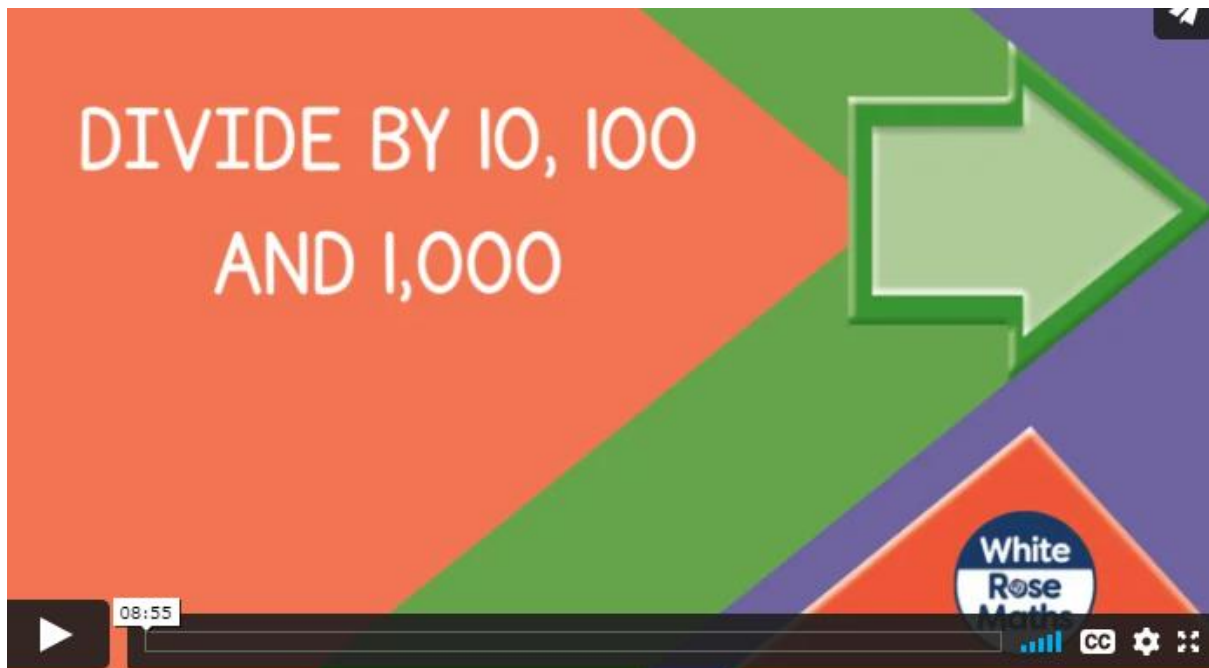 DIVIDE BY 10, 100
AND 1,000
White
Rose
Maths
08:55
CC